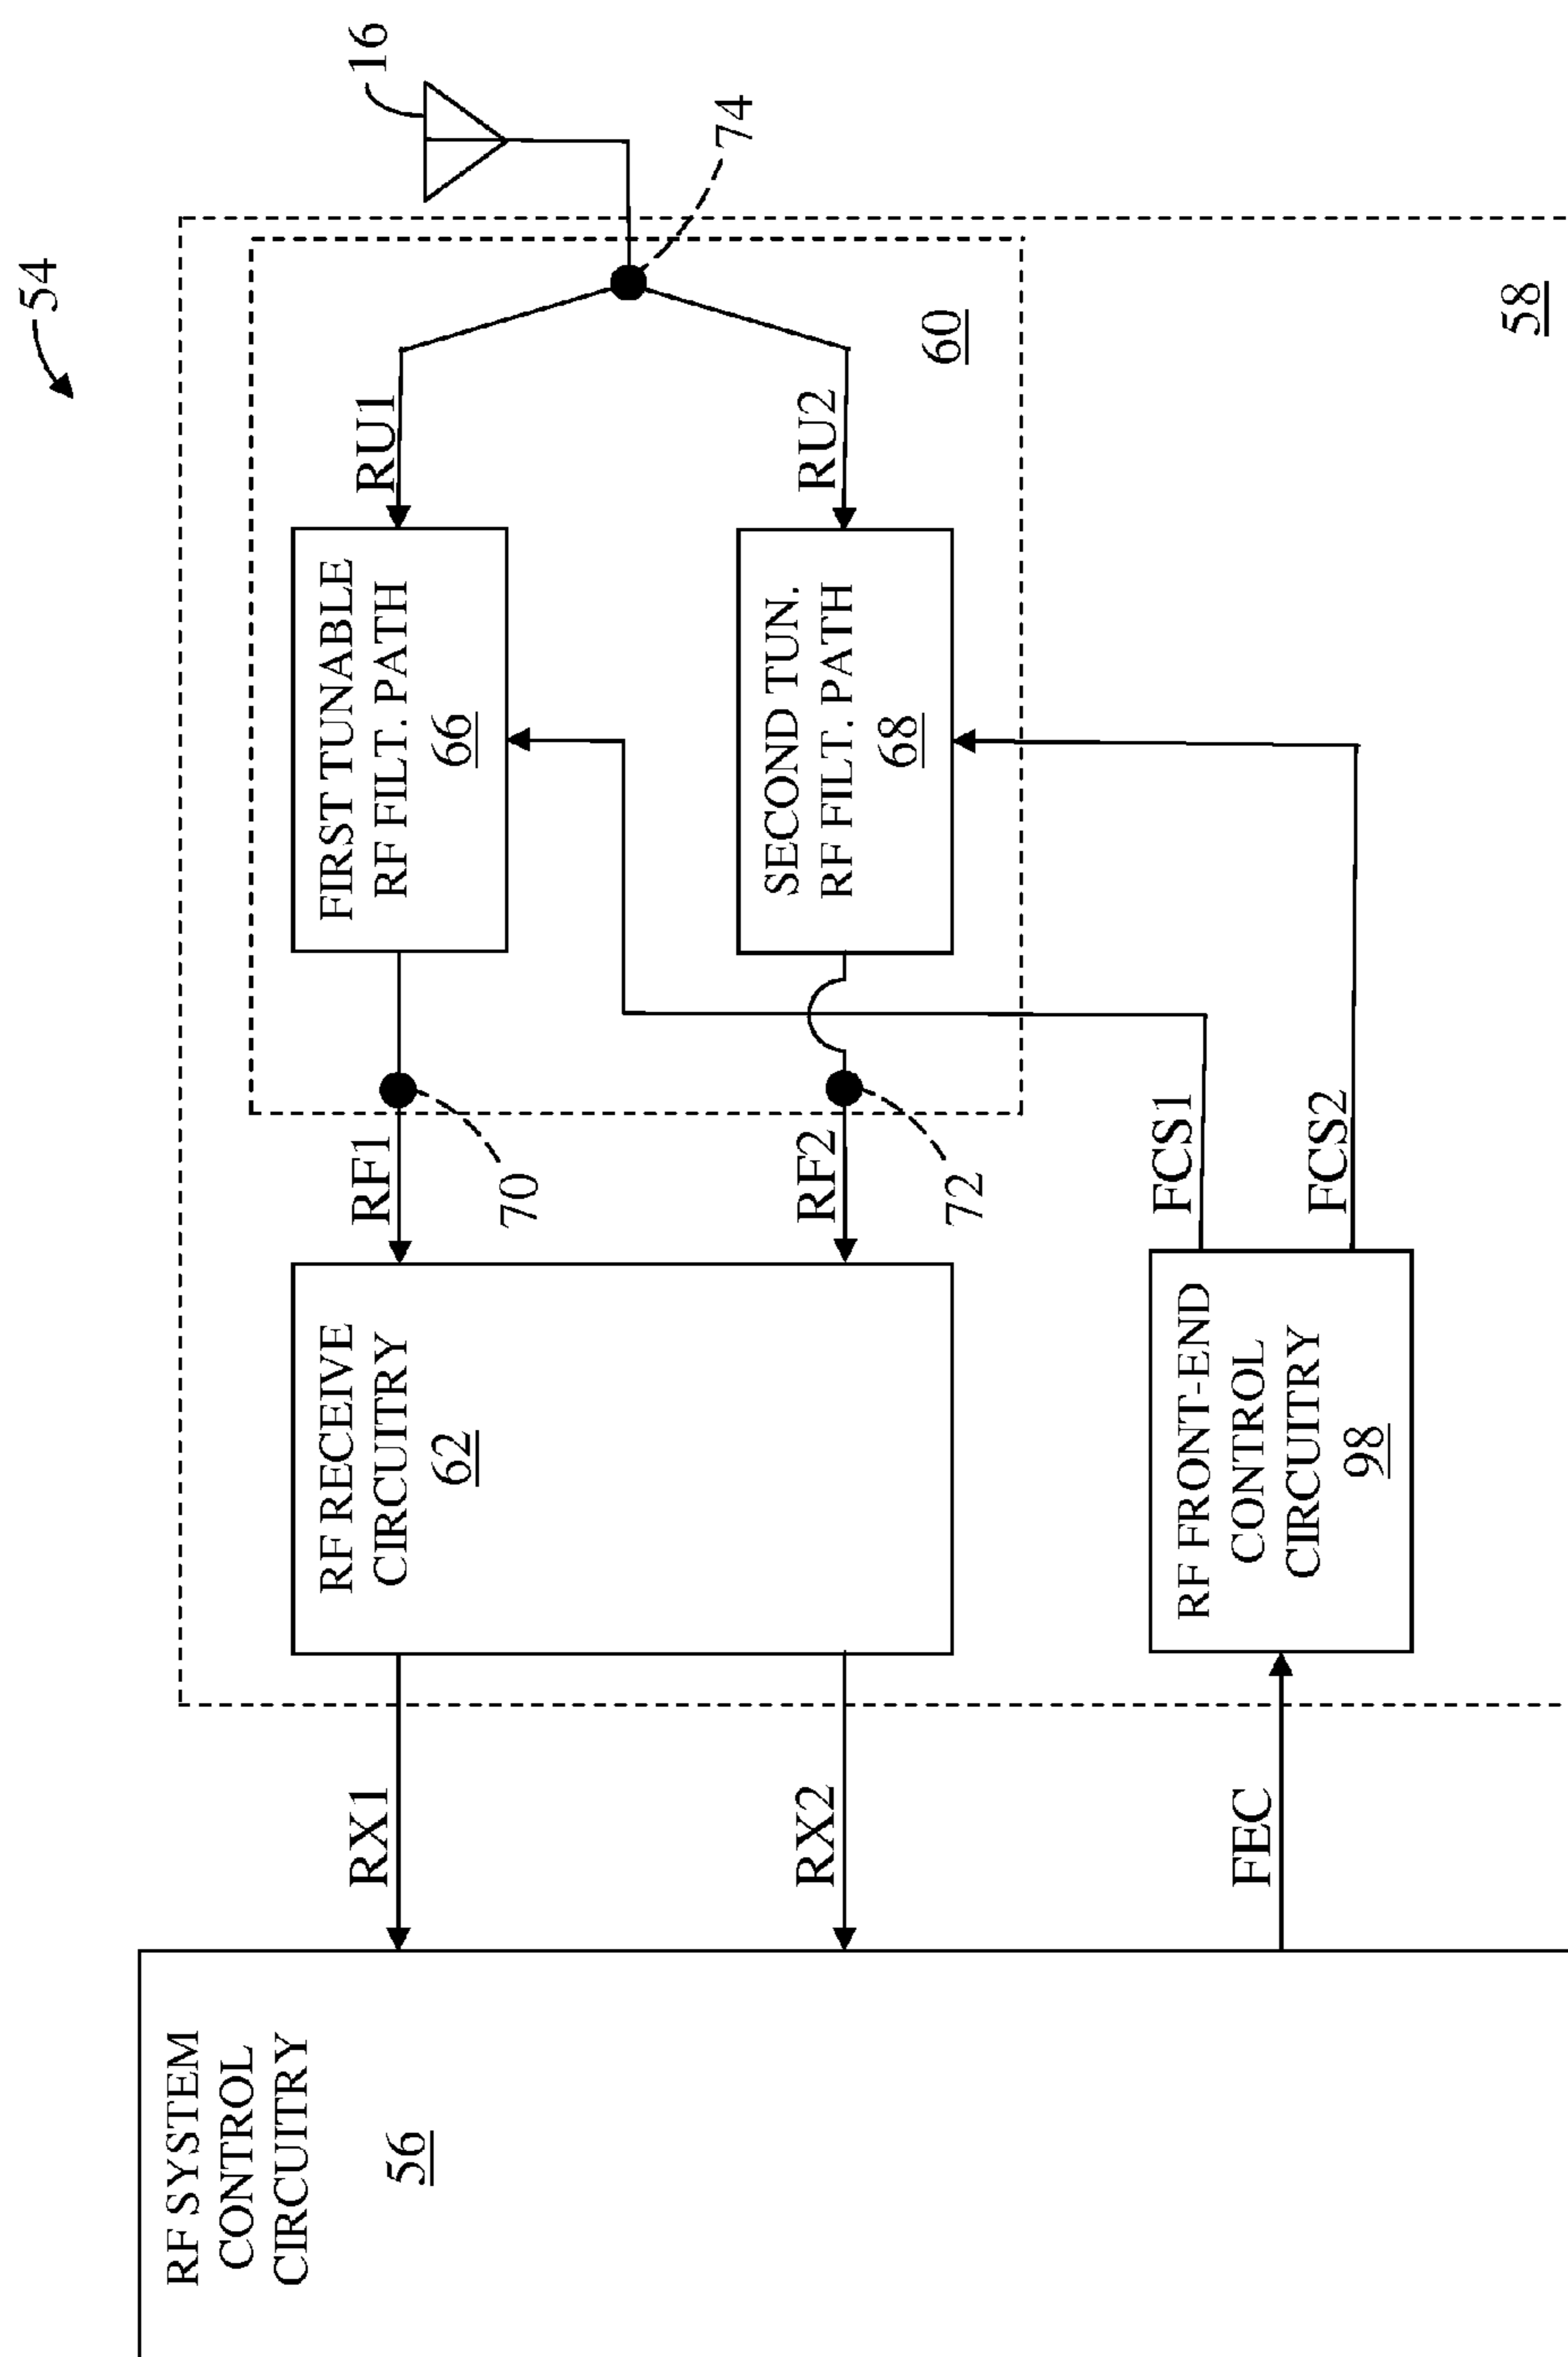 54
RF SYSTEM
CONTROL
CIRCUITRY
56
RX1
RX2
FEC
RF RECEIVE
CIRCUITRY
62
RF1
RF2
70
72
FIRST TUNABLE
RF FILT. PATH
66
SECOND TUN.
RF FILT. PATH
68
RU1
RU2
60
74
16
RF FRONT-END
CONTROL
CIRCUITRY
98
FCS1
FCS2
58